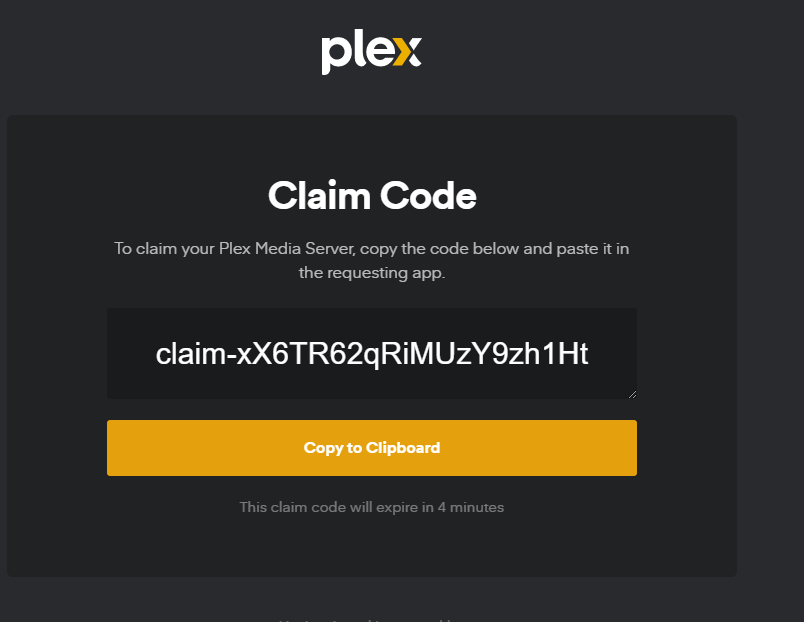 plex
Claim Code
To claim your Plex Media Server, copy the code below and paste it in
the requesting app.
claim-xX6TR62qRiMUzY9zh1Ht
Copy to Clipboard
This claim code will expire in 4 minutes